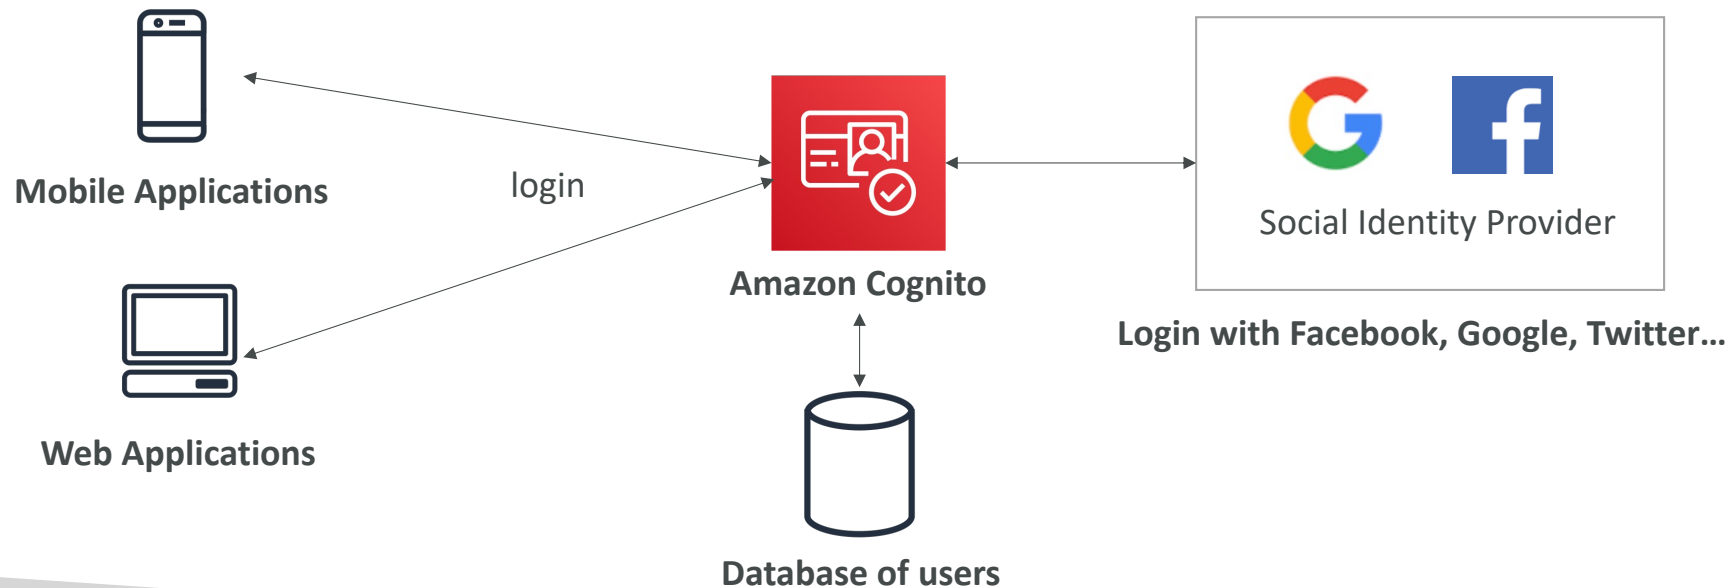 Mobile Applications
login
Web Applications
Amazon Cognito
Database of users
Social Identity Provider
Login with Facebook, Google, Twitter…